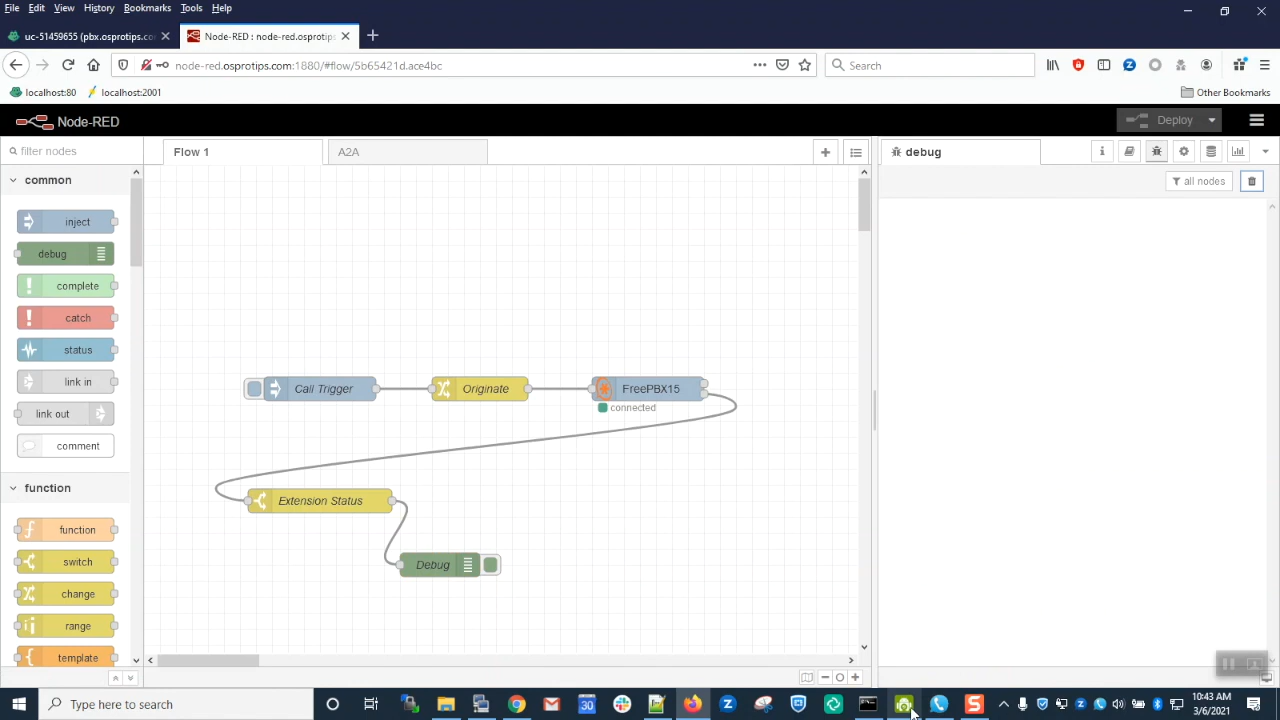 File Edit View History Bookmarks Tools Help
uc-51459655 (pbx.osprotips.co
Node-RED : node-red.osprotips
node-red.osprotips.com:1880/#flow/5b65421d.ace4bc
Search
localhost:80 localhost:2001
Other Bookmarks
Node-RED
Deploy
filter nodes
Flow 1
A2A
debug
common
all nodes
inject
debug
complete
catch
status
link in
link out
comment
function
function
switch
change
range
template
Call Trigger
Originate
FreePBX15
connected
Extension Status
Debug
Type here to search
31
30
10:43 AM
3/6/2021